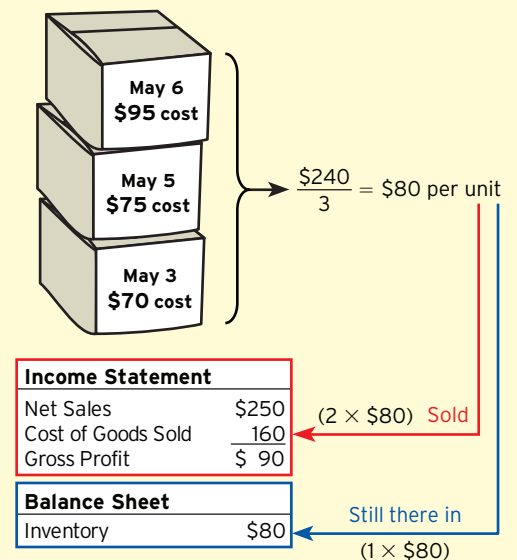 May 6
$95 cost
May 5
$75 cost
May 3
$70 cost
$240
3
= $80 per unit
Income Statement
Net Sales $250
Cost of Goods Sold 160
Gross Profit $ 90
(2 × $80) Sold
Balance Sheet
Inventory $80
Still there in
(1 × $80)